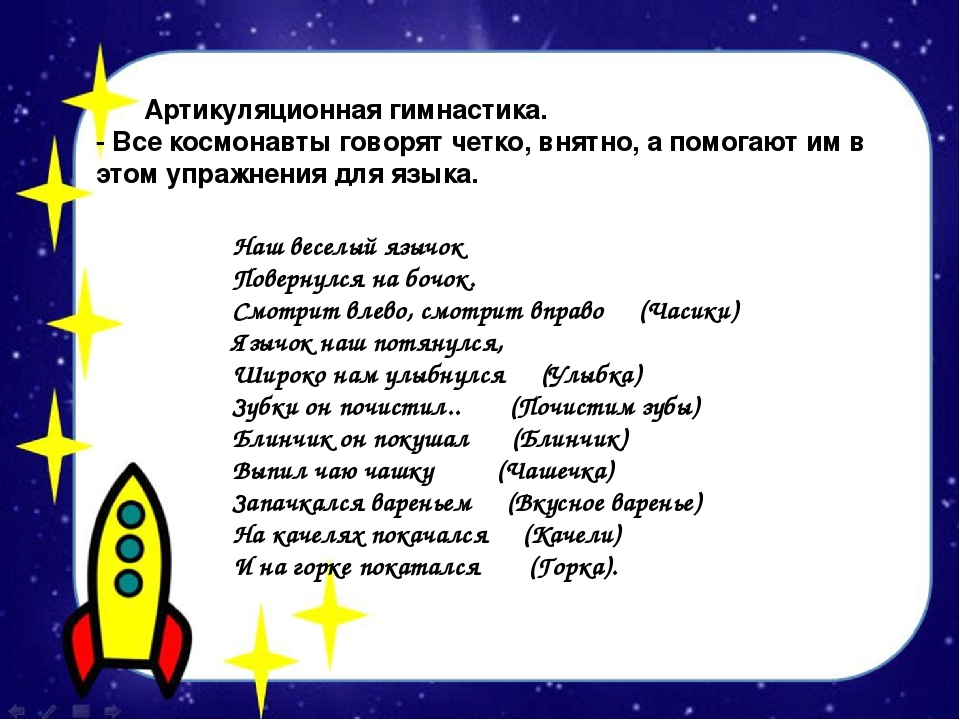 Артикуляционная гимнастика.
- Все космонавты говорят четко, внятно, а помогают им в
этом упражнения для языка.
Наш веселый язычок
Повернулся на бочок.
Смотрит влево, смотрит вправо (Часики)
Язычок наш потянулся,
Широко нам улыбнулся (Улыбка)
Зубки он почистил.. (Почистим зубы)
Блинчик он покушал (Блинчик)
Выпил чаю чашку (Чашечка)
Запачкался вареньем (Вкусное варенье)
На качелях покачался (Качели)
И на горке покатался (Горка).